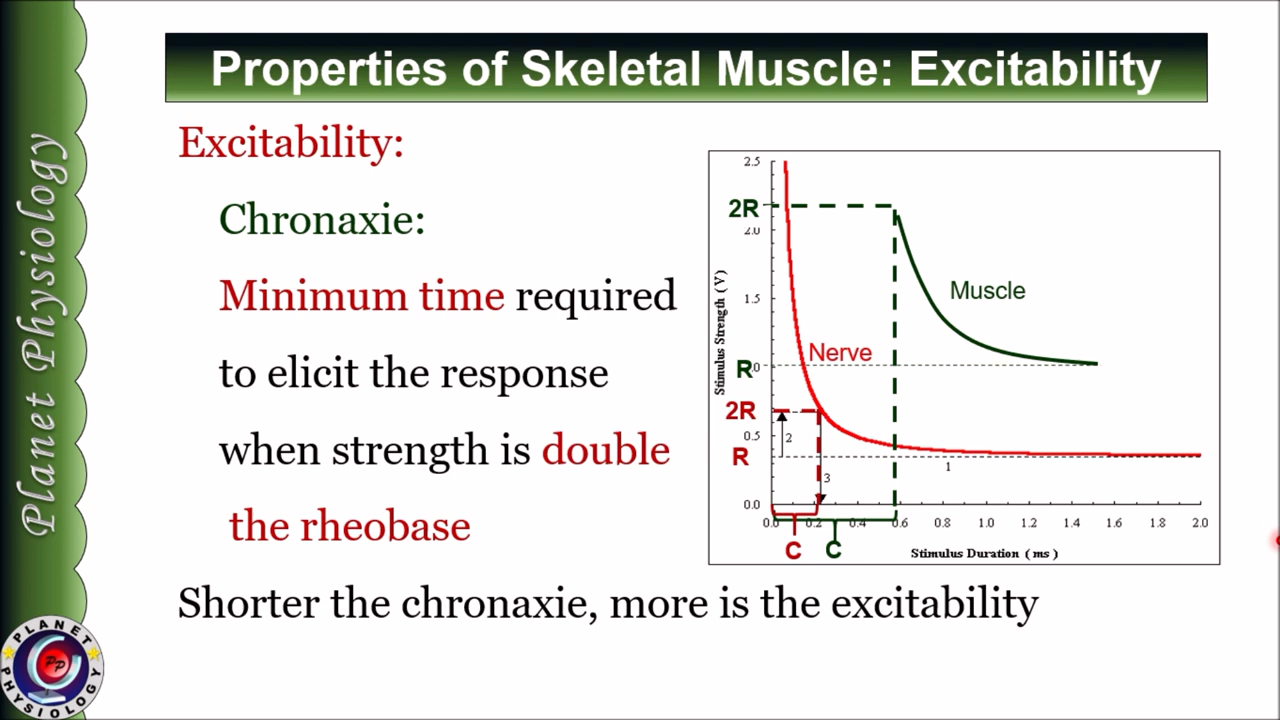 Properties of Skeletal Muscle: Excitability
Planet Physiology
Excitability:
Chronaxie:
Minimum time required
to elicit the response
when strength is double
the rheobase
Shorter the chronaxie, more is the excitability
2.5
2R
2.0
1.5
R
.0
2R
0.5
R
0.0
Stimulus Strength (V)
Muscle
Nerve
2
1
3
0.0 0.2 0.4 0.6 0.8 1.0 1.2 1.4 1.6 1.8 2.0
C C
Stimulus Duration ( ms )
PLANET
PP
PHYSIOLOGY